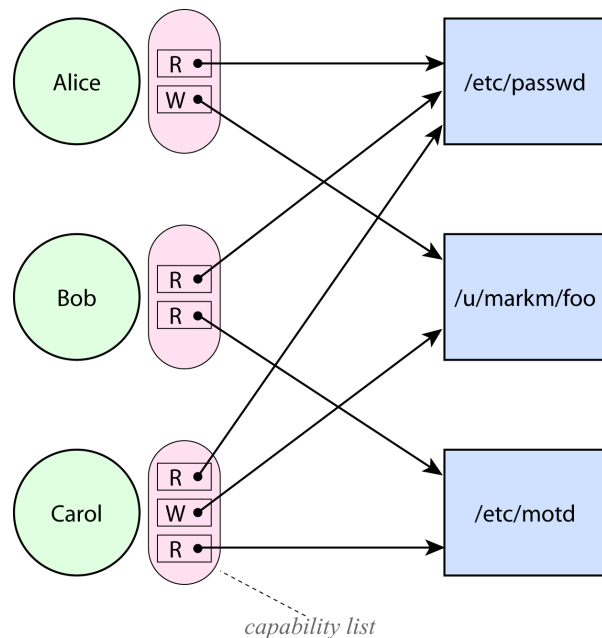 Alice
R
W
/etc/passwd
Bob
R
R
/u/markm/foo
Carol
R
W
R
/etc/motd
capability list